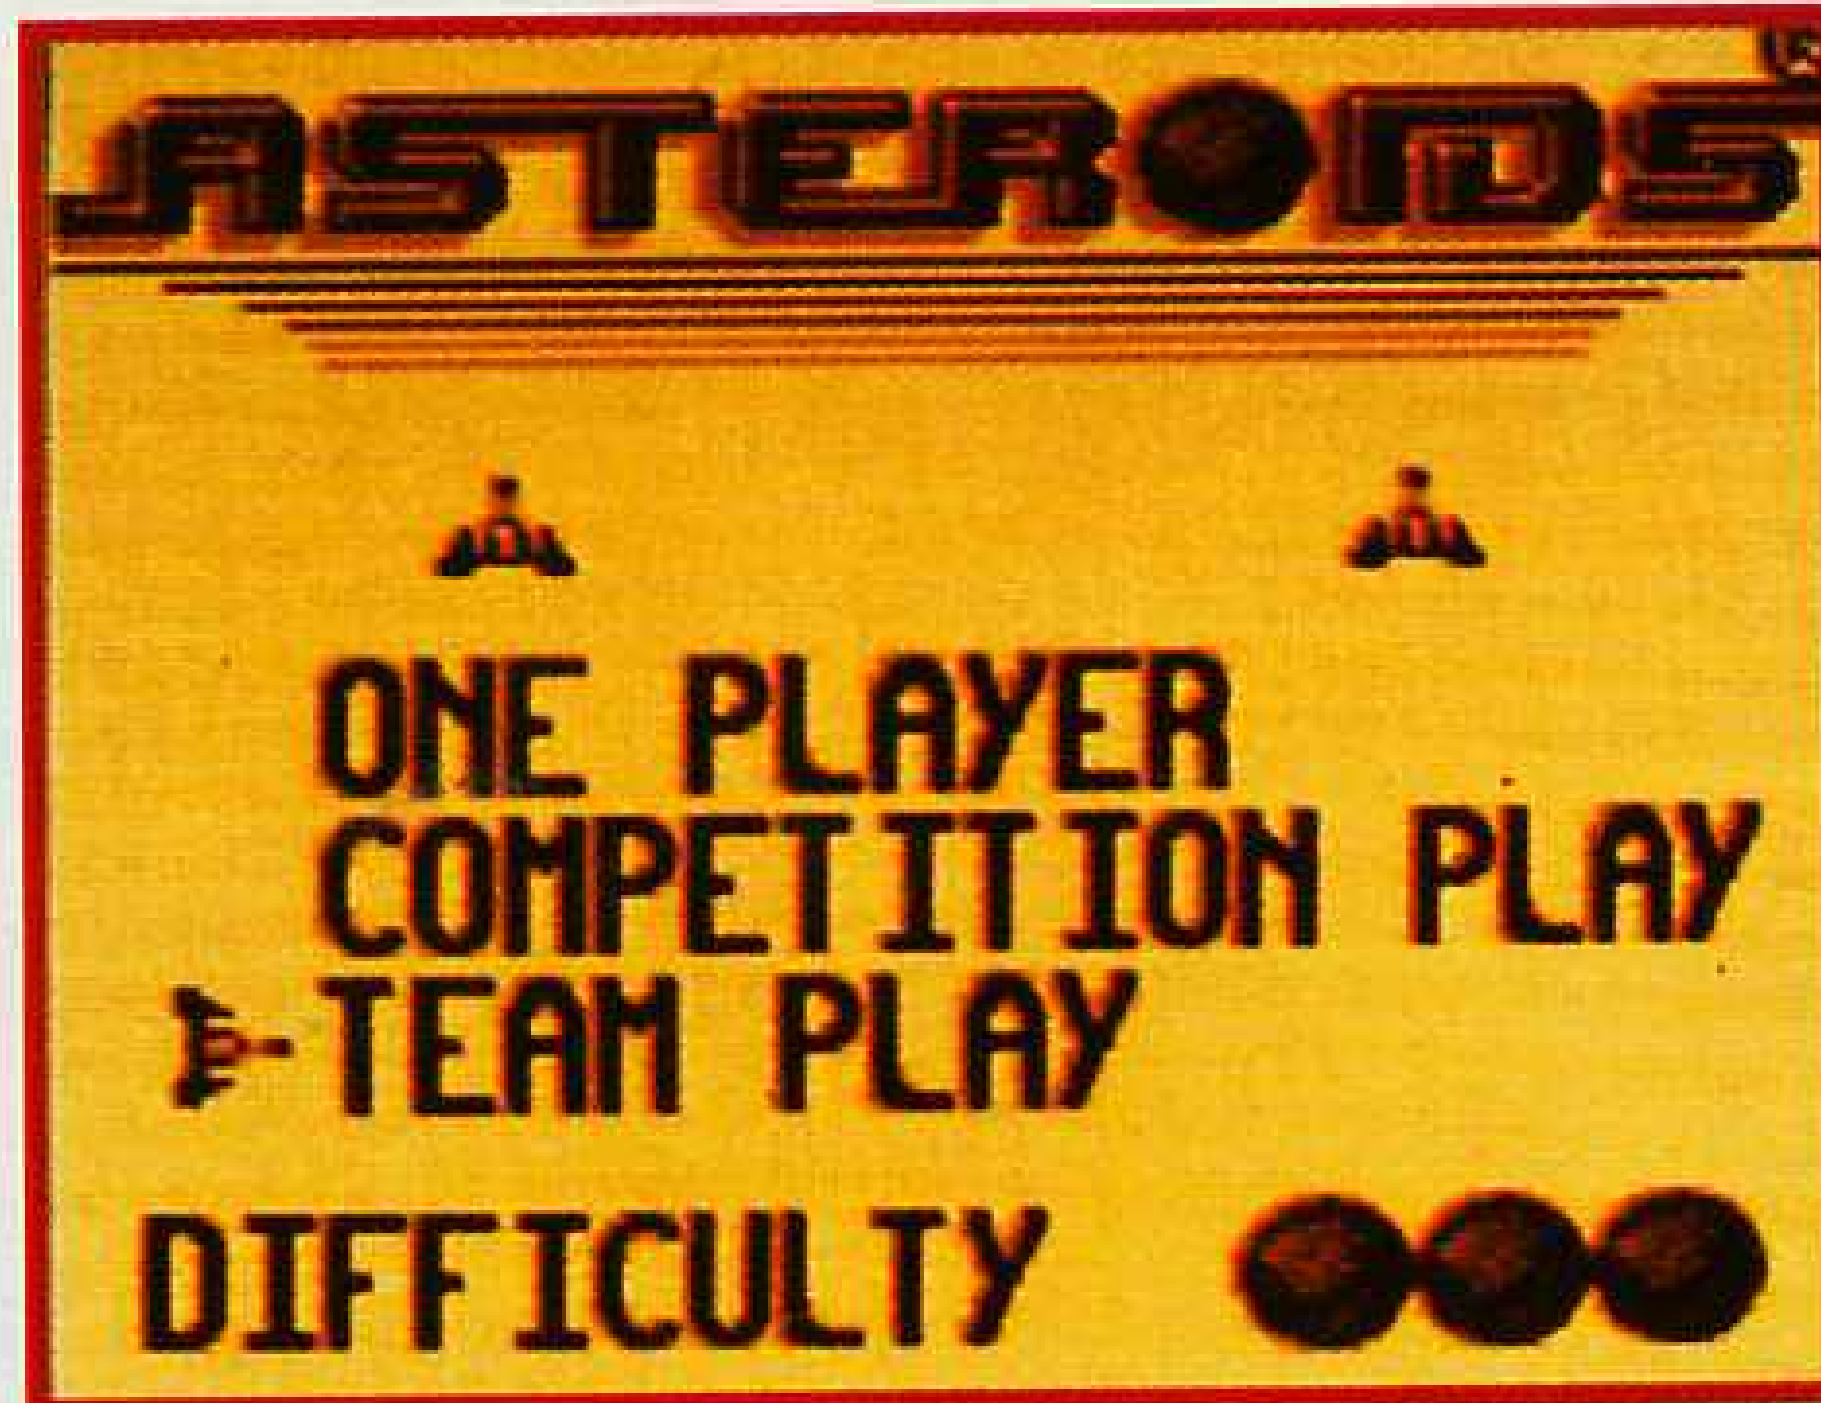 ASTEROIDS®
ONE PLAYER
COMPETITION PLAY
TEAM PLAY
DIFFICULTY